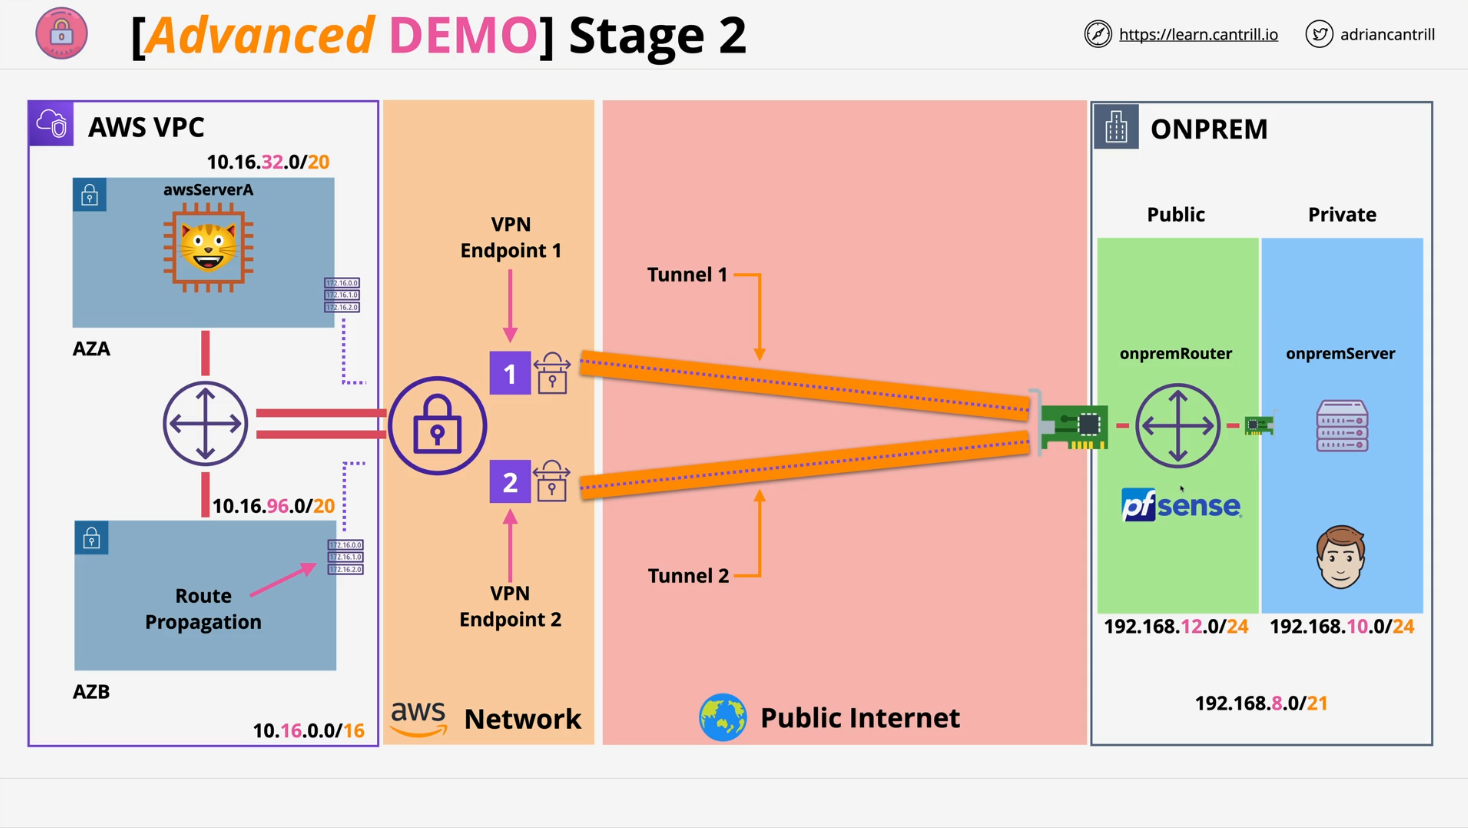 [Advanced DEMO] Stage 2
https://learn.cantrill.io
adriancantrill
AWS VPC
10.16.32.0/20
awsServerA
172.16.0.0
172.16.1.0
172.16.2.0
AZA
10.16.96.0/20
172.16.0.0
172.16.1.0
172.16.2.0
Route
Propagation
AZB
10.16.0.0/16
VPN
Endpoint 1
1
2
VPN
Endpoint 2
aws
Network
Tunnel 1
Tunnel 2
Public Internet
ONPREM
Public
Private
onpremRouter
onpremServer
pfsense
192.168.12.0/24
192.168.10.0/24
192.168.8.0/21